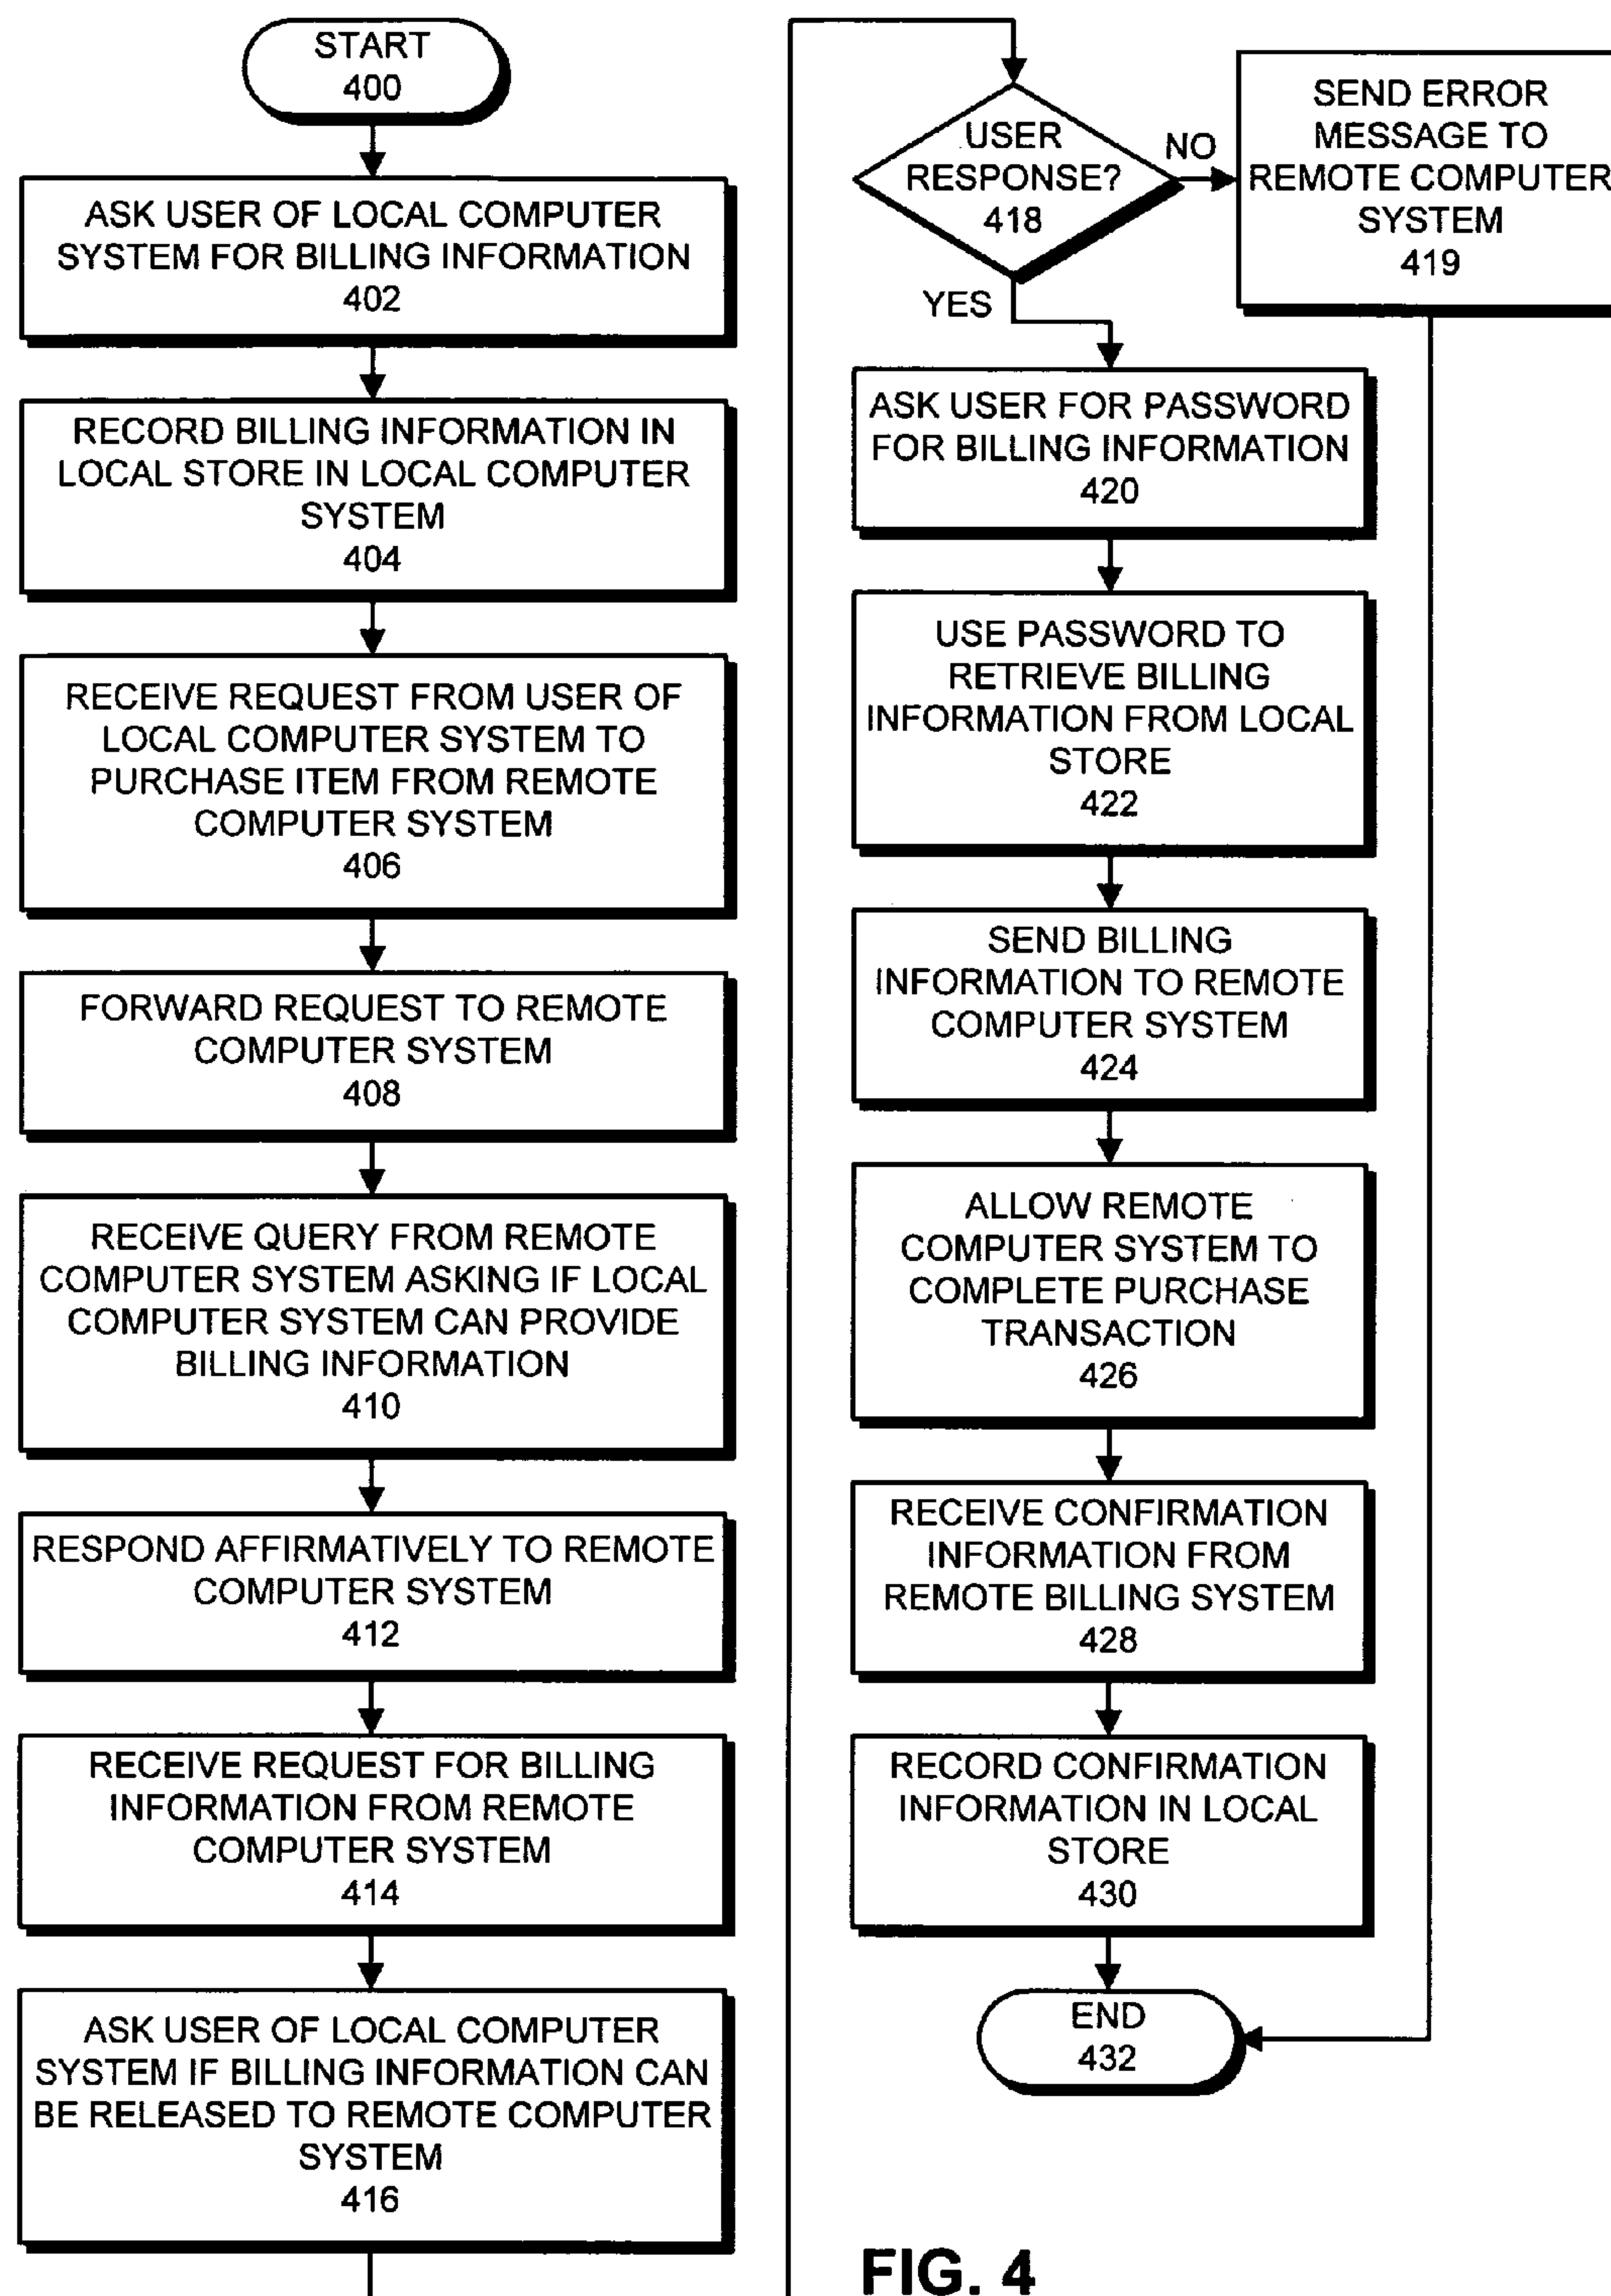 START
400
ASK USER OF LOCAL COMPUTER
SYSTEM FOR BILLING INFORMATION
402
RECORD BILLING INFORMATION IN
LOCAL STORE IN LOCAL COMPUTER
SYSTEM
404
RECEIVE REQUEST FROM USER OF
LOCAL COMPUTER SYSTEM TO
PURCHASE ITEM FROM REMOTE
COMPUTER SYSTEM
406
FORWARD REQUEST TO REMOTE
COMPUTER SYSTEM
408
RECEIVE QUERY FROM REMOTE
COMPUTER SYSTEM ASKING IF LOCAL
COMPUTER SYSTEM CAN PROVIDE
BILLING INFORMATION
410
RESPOND AFFIRMATIVELY TO REMOTE
COMPUTER SYSTEM
412
RECEIVE REQUEST FOR BILLING
INFORMATION FROM REMOTE
COMPUTER SYSTEM
414
ASK USER OF LOCAL COMPUTER
SYSTEM IF BILLING INFORMATION CAN
BE RELEASED TO REMOTE COMPUTER
SYSTEM
416
USER
RESPONSE?
418
NO
SEND ERROR
MESSAGE TO
REMOTE COMPUTER
SYSTEM
419
YES
ASK USER FOR PASSWORD
FOR BILLING INFORMATION
420
USE PASSWORD TO
RETRIEVE BILLING
INFORMATION FROM LOCAL
STORE
422
SEND BILLING
INFORMATION TO REMOTE
COMPUTER SYSTEM
424
ALLOW REMOTE
COMPUTER SYSTEM TO
COMPLETE PURCHASE
TRANSACTION
426
RECEIVE CONFIRMATION
INFORMATION FROM
REMOTE BILLING SYSTEM
428
RECORD CONFIRMATION
INFORMATION IN LOCAL
STORE
430
END
432
FIG. 4